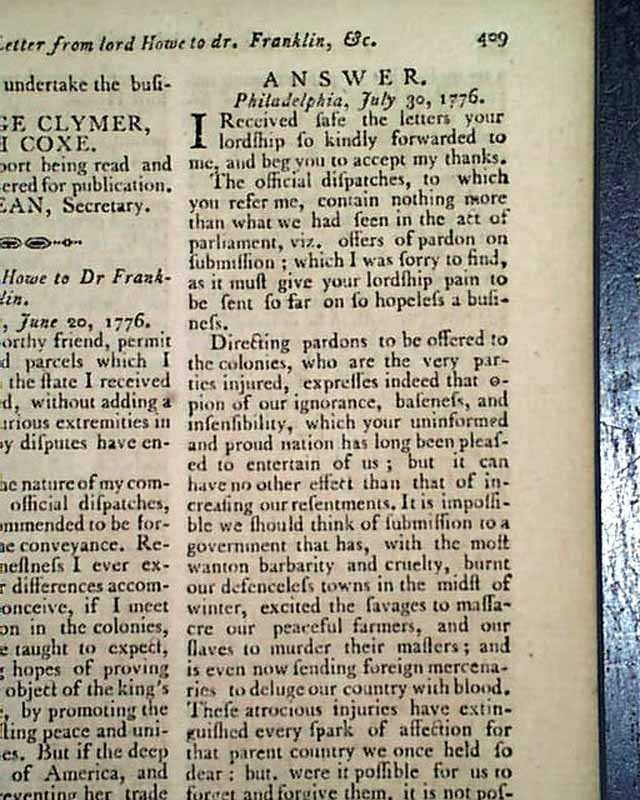 Letter from lord Howe to dr. Franklin, &c. 409
undertake the buſi-
GE CLYMER,
H COXE.
port being read and
ered for publication.
EAN, Secretary.
Howe to Dr Frank-
lin.
, June 20, 1776.
orthy friend, permit
d parcels which I
the ſtate I received
d, without adding a
urious extremities in
y diſputes have en-
he nature of my com-
official diſpatches,
ommended to be for-
ne conveyance. Re-
neſtneſs I ever ex-
r differences accom-
onceive, if I meet
on in the colonies,
e taught to expect,
g hopes of proving
object of the king's
, by promoting the
ling peace and uni-
es. But if the deep
of America, and
reventing her trade
ANSWER.
Philadelphia, July 30, 1776.
I Received ſafe the letters your
lordſhip ſo kindly forwarded to
me, and beg you to accept my thanks.
The official diſpatches, to which
you refer me, contain nothing more
than what we had ſeen in the act of
parliament, viz. offers of pardon on
ſubmiſſion ; which I was ſorry to find,
as it muſt give your lordſhip pain to
be ſent ſo far on ſo hopeleſs a buſi-
neſs.
Directing pardons to be offered to
the colonies, who are the very par-
ties injured, expreſſes indeed that o-
pion of our ignorance, baſeneſs, and
inſenſibility, which your uninformed
and proud nation has long been pleaſ-
ed to entertain of us ; but it can
have no other effect than that of in-
creaſing our reſentments. It is impoſſi-
ble we ſhould think of ſubmiſſion to a
government that has, with the moſt
wanton barbarity and cruelty, burnt
our defenceleſs towns in the midſt of
winter, excited the ſavages to maſſa-
cre our peaceful farmers, and our
ſlaves to murder their maſters ; and
is even now ſending foreign mercena-
ries to deluge our country with blood.
Theſe atrocious injuries have extin-
guiſhed every ſpark of affection for
that parent country we once held ſo
dear : but. were it poſſible for us to
forget and forgive them, it is not poſ-